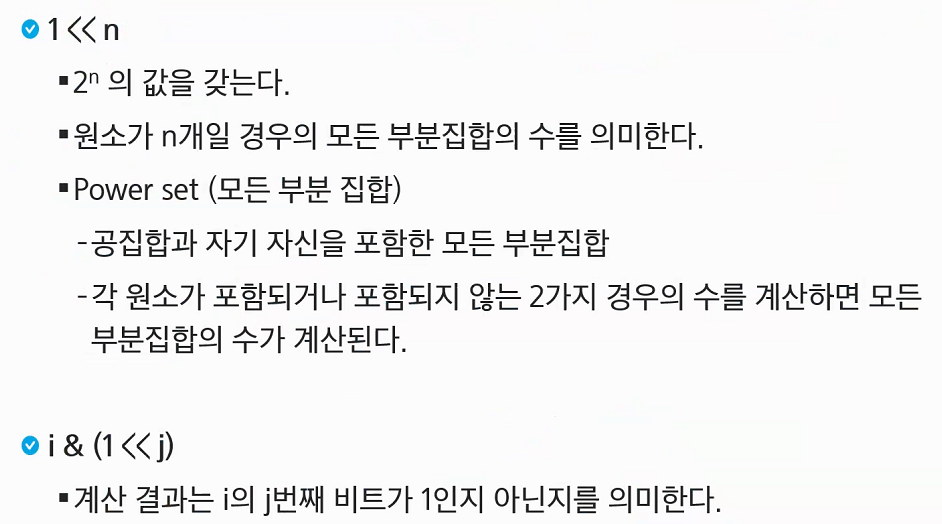 1 << n
▪2ⁿ 의 값을 갖는다.
▪원소가 n개일 경우의 모든 부분집합의 수를 의미한다.
▪Power set (모든 부분 집합)
-공집합과 자기 자신을 포함한 모든 부분집합
-각 원소가 포함되거나 포함되지 않는 2가지 경우의 수를 계산하면 모든
부분집합의 수가 계산된다.
i & (1 << j)
▪계산 결과는 i의 j번째 비트가 1인지 아닌지를 의미한다.